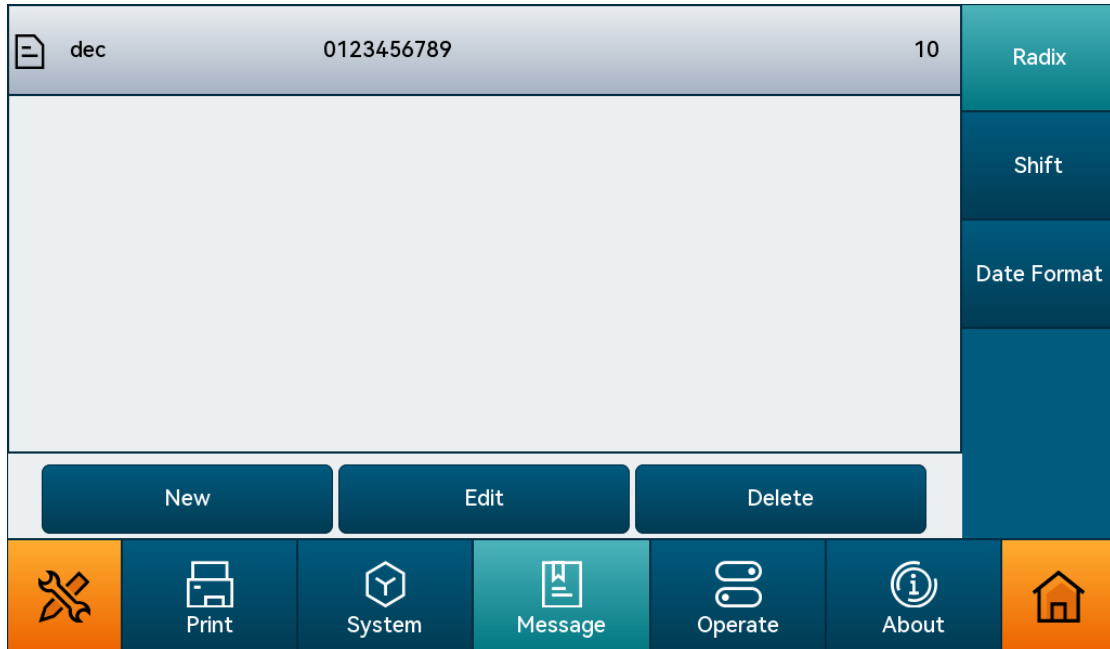 dec 0123456789 10
Radix
Shift
Date Format
New Edit Delete
Print System Message Operate About